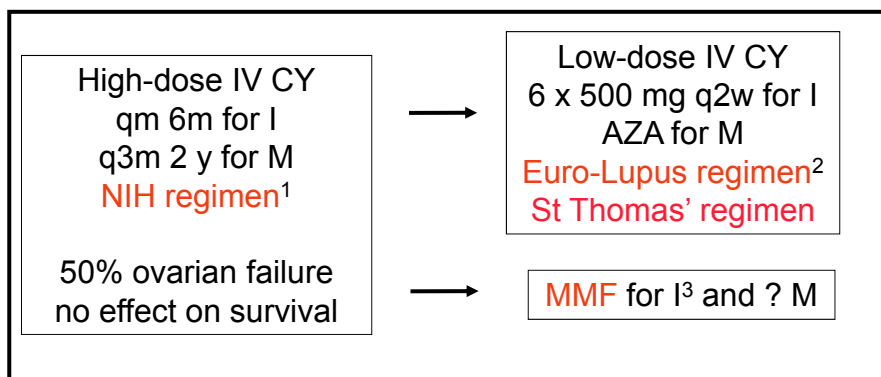 High-dose IV CY
qm 6m for I
q3m 2 y for M
NIH regimen¹
50% ovarian failure
no effect on survival
Low-dose IV CY
6 x 500 mg q2w for I
AZA for M
Euro-Lupus regimen²
St Thomas’ regimen
MMF for I³ and ? M